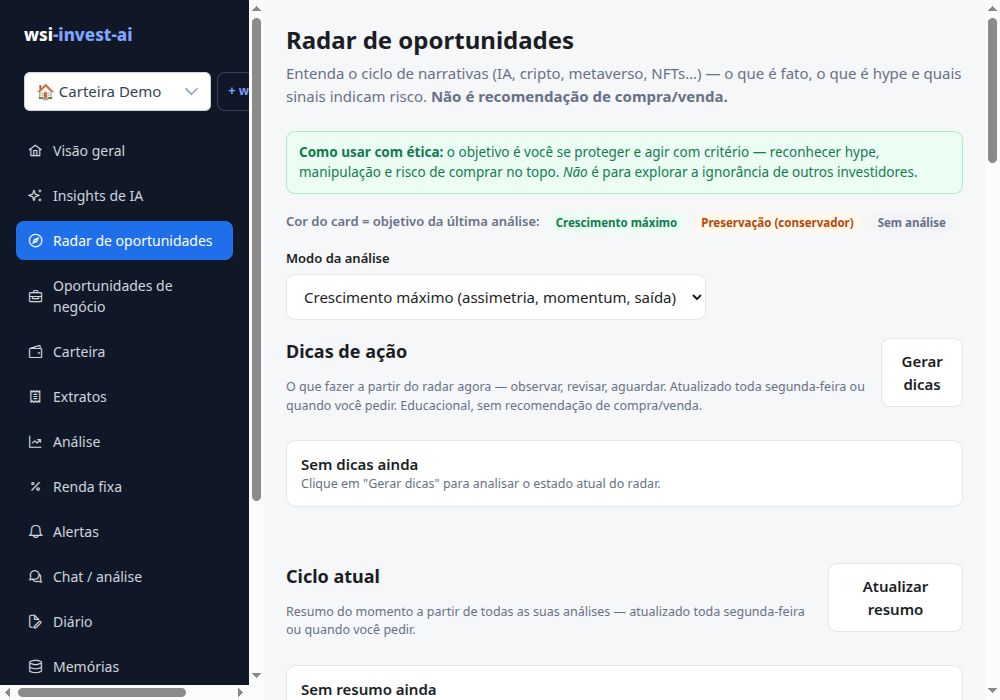 wsi-invest-ai
🏠 Carteira Demo
+ w
Visão geral
Insights de IA
Radar de oportunidades
Oportunidades de
negócio
Carteira
Extratos
Análise
Renda fixa
Alertas
Chat / análise
Diário
Memórias
Radar de oportunidades
Entenda o ciclo de narrativas (IA, cripto, metaverso, NFTs...) — o que é fato, o que é hype e quais
sinais indicam risco. Não é recomendação de compra/venda.
Como usar com ética: o objetivo é você se proteger e agir com critério — reconhecer hype,
manipulação e risco de comprar no topo. Não é para explorar a ignorância de outros investidores.
Cor do card = objetivo da última análise: Crescimento máximo Preservação (conservador) Sem análise
Modo da análise
Crescimento máximo (assimetria, momentum, saída)
Dicas de ação
O que fazer a partir do radar agora — observar, revisar, aguardar. Atualizado toda segunda-feira ou
quando você pedir. Educacional, sem recomendação de compra/venda.
Gerar
dicas
Sem dicas ainda
Clique em "Gerar dicas" para analisar o estado atual do radar.
Ciclo atual
Resumo do momento a partir de todas as suas análises — atualizado toda segunda-feira
ou quando você pedir.
Atualizar
resumo
Sem resumo ainda